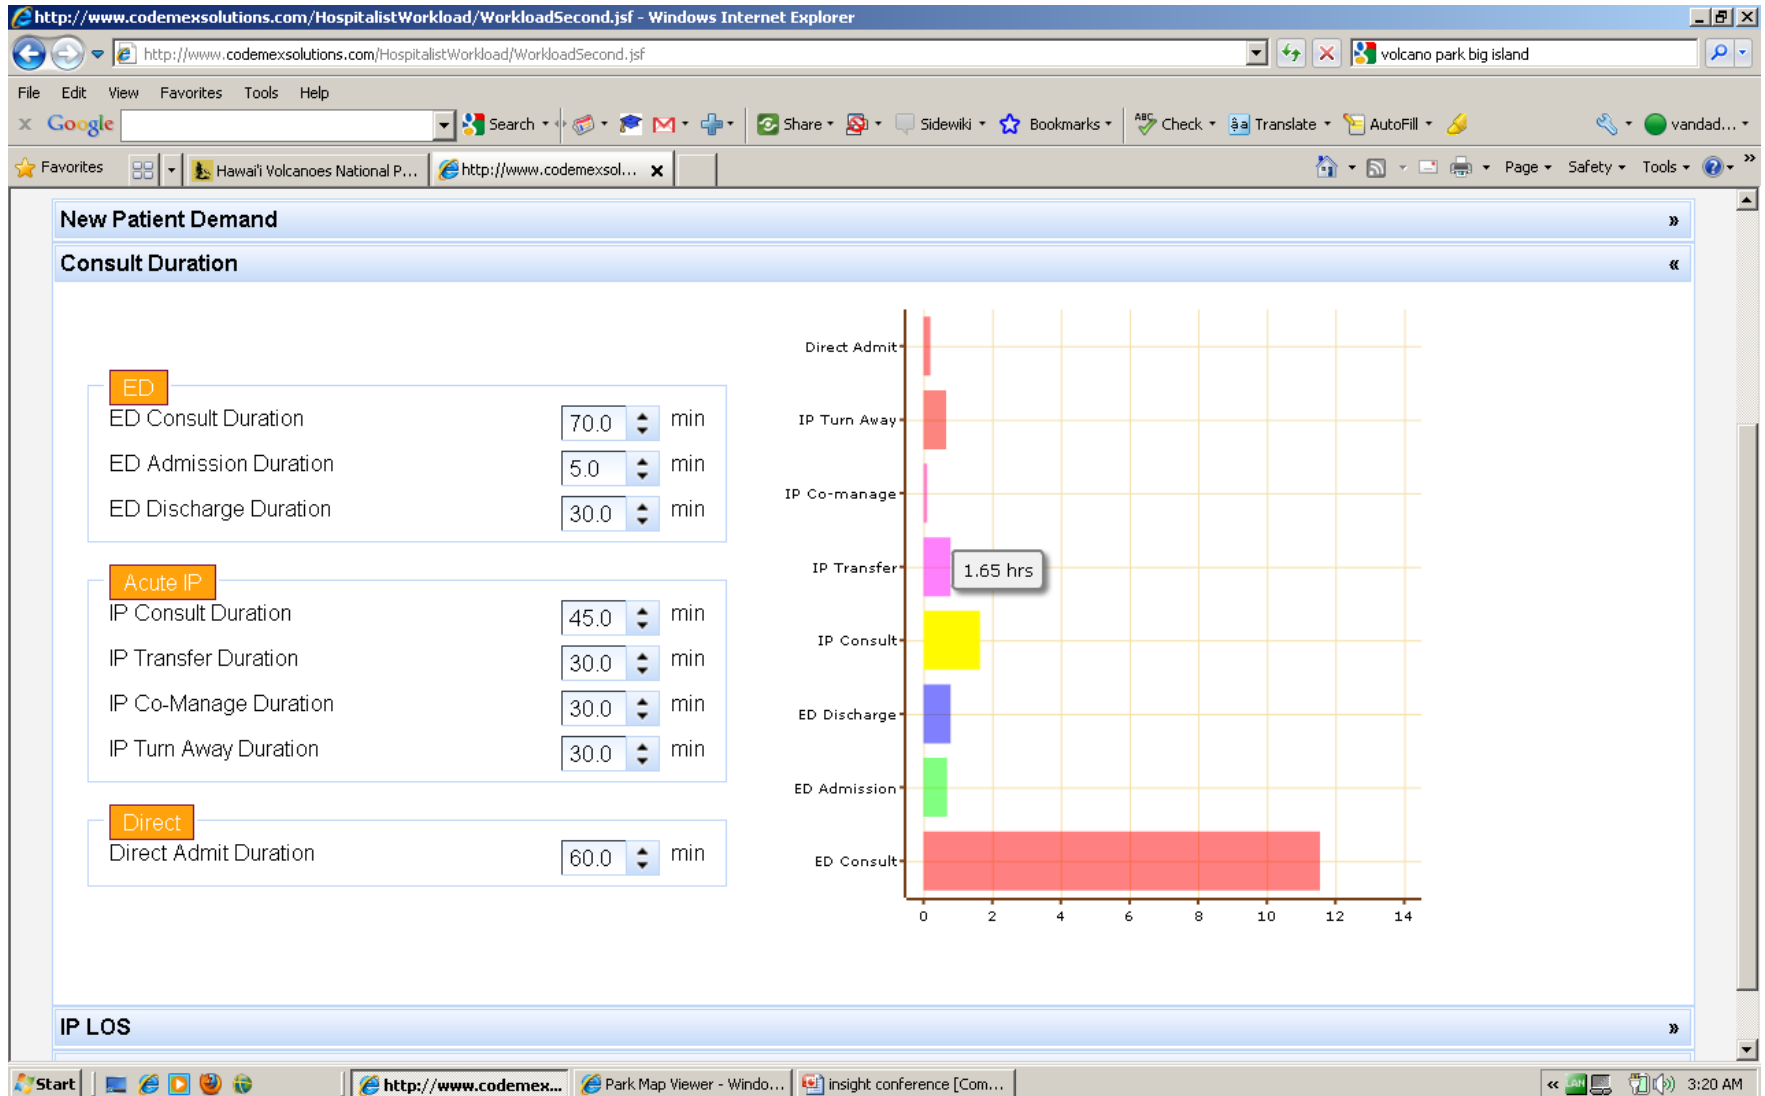 http://www.codemexsolutions.com/HospitalistWorkload/WorkloadSecond.jsf - Windows Internet Explorer
http://www.codemexsolutions.com/HospitalistWorkload/WorkloadSecond.jsf volcano park big island
File Edit View Favorites Tools Help
x Google Search Share Sidewiki Bookmarks ABC Check Translate AutoFill vandad...
Favorites Hawai'i Volcanoes National P... http://www.codemexsol... Page Safety Tools
New Patient Demand »
Consult Duration «
ED
ED Consult Duration 70.0 min
ED Admission Duration 5.0 min
ED Discharge Duration 30.0 min
Acute IP
IP Consult Duration 45.0 min
IP Transfer Duration 30.0 min
IP Co-Manage Duration 30.0 min
IP Turn Away Duration 30.0 min
Direct
Direct Admit Duration 60.0 min
Direct Admit
IP Turn Away
IP Co-manage
IP Transfer 1.65 hrs
IP Consult
ED Discharge
ED Admission
ED Consult
0 2 4 6 8 10 12 14
IP LOS »
Start http://www.codemex... Park Map Viewer - Windo... insight conference [Com... « LAN 3:20 AM